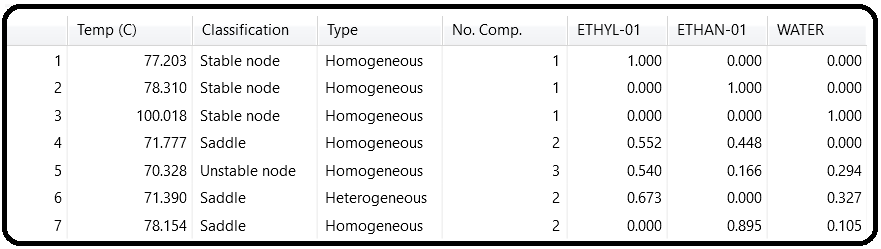 Temp (C) Classification Type No. Comp. ETHYL-01 ETHAN-01 WATER
1 77.203 Stable node Homogeneous 1 1.000 0.000 0.000
2 78.310 Stable node Homogeneous 1 0.000 1.000 0.000
3 100.018 Stable node Homogeneous 1 0.000 0.000 1.000
4 71.777 Saddle Homogeneous 2 0.552 0.448 0.000
5 70.328 Unstable node Homogeneous 3 0.540 0.166 0.294
6 71.390 Saddle Heterogeneous 2 0.673 0.000 0.327
7 78.154 Saddle Homogeneous 2 0.000 0.895 0.105